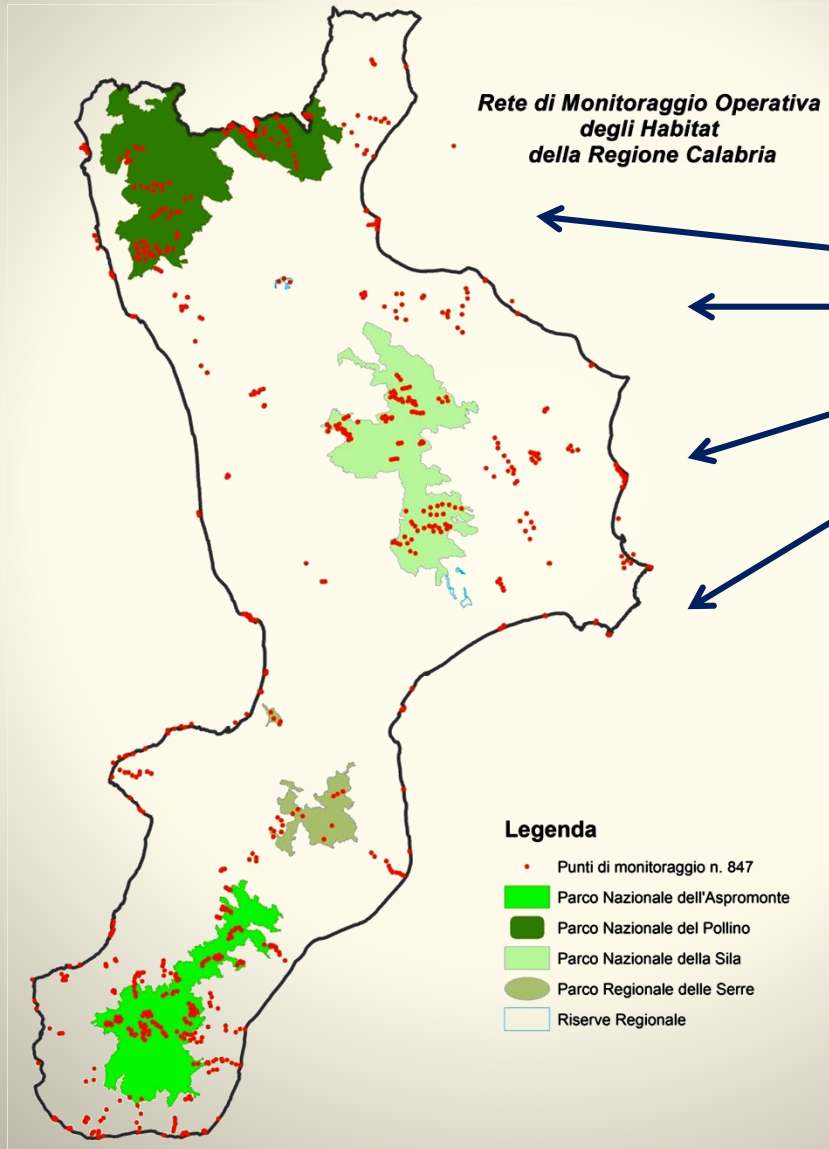 Rete di Monitoraggio Operativa
degli Habitat
della Regione Calabria
Legenda
Punti di monitoraggio n. 847
Parco Nazionale dell'Aspromonte
Parco Nazionale del Pollino
Parco Nazionale della Sila
Parco Regionale delle Serre
Riserve Regionale